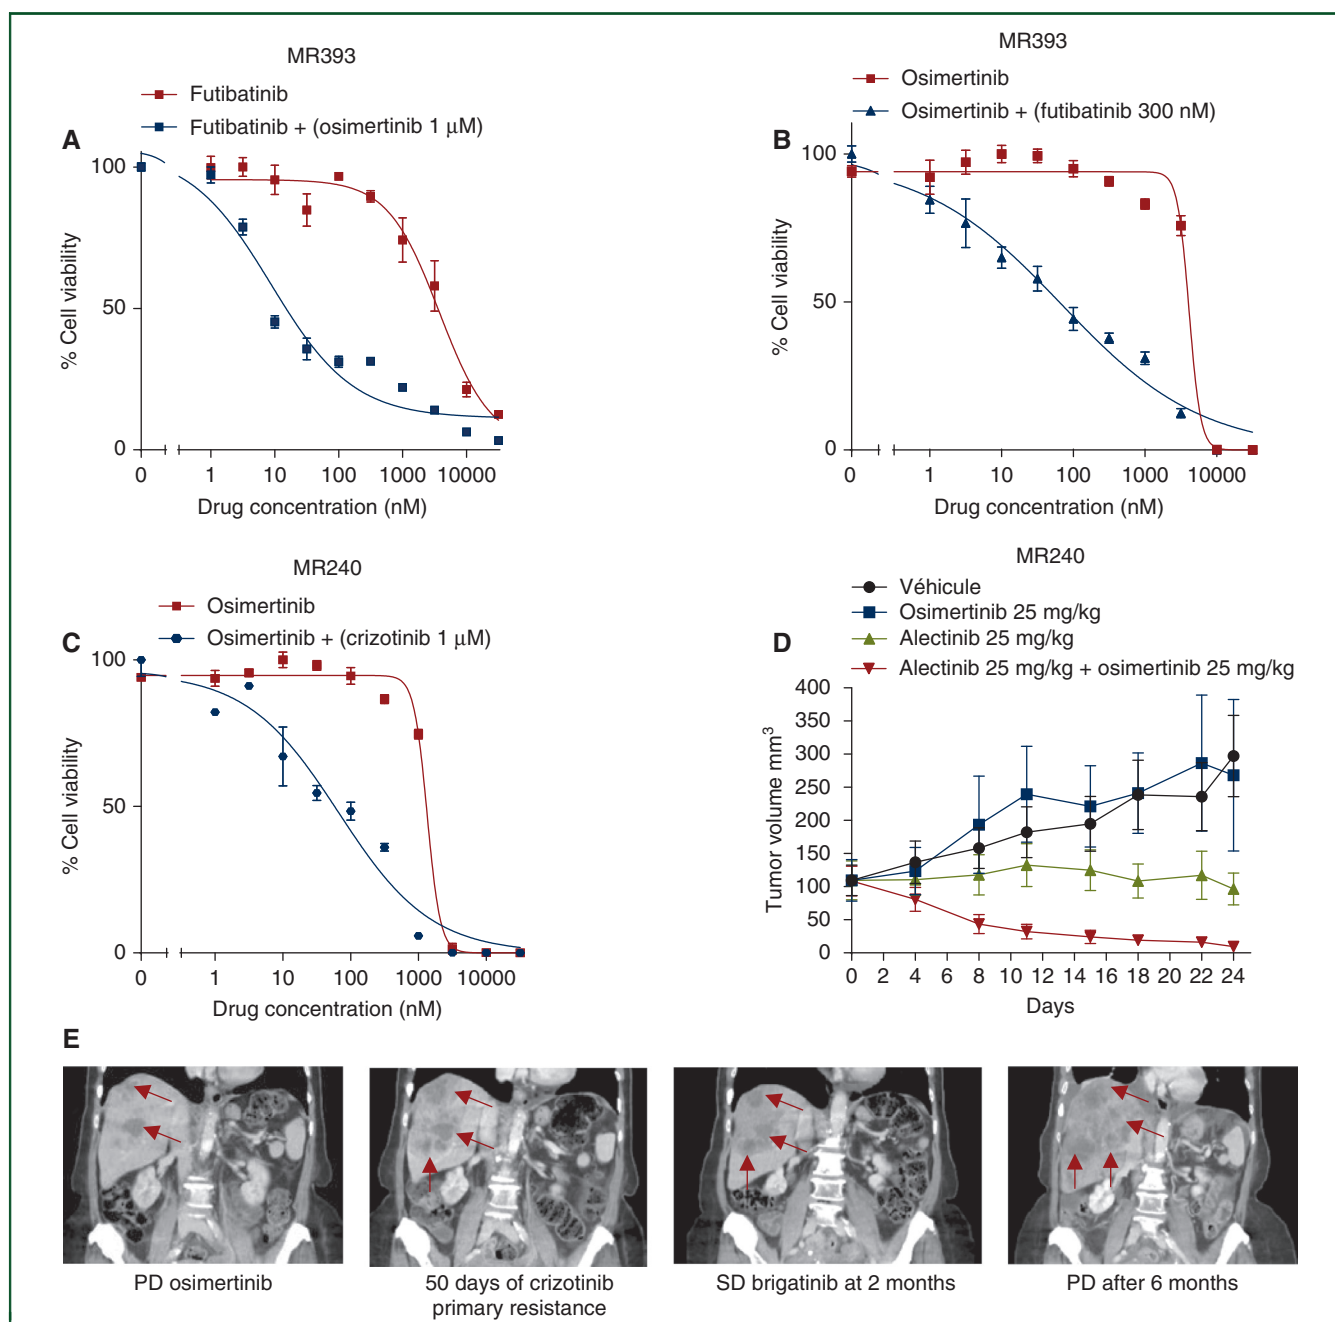 MR393
Futibatinib
Futibatinib + (osimertinib 1 μM)
A
100
50
0
% Cell viability
0 1 10 100 1000 10000
Drug concentration (nM)
MR393
Osimertinib
Osimertinib + (futibatinib 300 nM)
B
100
50
0
% Cell viability
0 1 10 100 1000 10000
Drug concentration (nM)
MR240
Osimertinib
Osimertinib + (crizotinib 1 μM)
C
100
50
0
% Cell viability
0 1 10 100 1000 10000
Drug concentration (nM)
MR240
Véhicule
Osimertinib 25 mg/kg
Alectinib 25 mg/kg
Alectinib 25 mg/kg + osimertinib 25 mg/kg
D
400
350
300
250
200
150
100
50
0
Tumor volume mm³
0 2 4 6 8 10 12 14 16 18 20 22 24
Days
E
PD osimertinib
50 days of crizotinib
primary resistance
SD brigatinib at 2 months
PD after 6 months